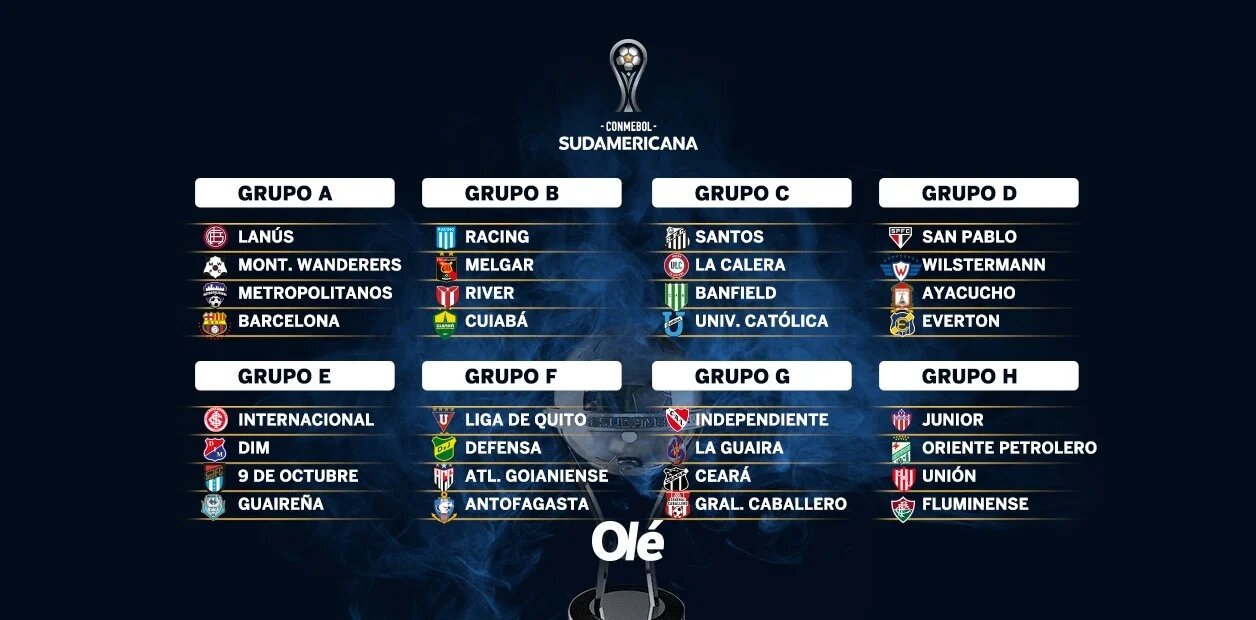 - CONMEBOL -
SUDAMERICANA
GRUPO A
LANÚS
MONT. WANDERERS
METROPOLITANOS
BARCELONA
GRUPO B
RACING
MELGAR
RIVER
CUIABÁ
GRUPO C
SANTOS
LA CALERA
BANFIELD
UNIV. CATÓLICA
GRUPO D
SAN PABLO
WILSTERMANN
AYACUCHO
EVERTON
GRUPO E
INTERNACIONAL
DIM
9 DE OCTUBRE
GUAIREÑA
GRUPO F
LIGA DE QUITO
DEFENSA
ATL. GOIANIENSE
ANTOFAGASTA
GRUPO G
INDEPENDIENTE
LA GUAIRA
CEARÁ
GRAL. CABALLERO
GRUPO H
JUNIOR
ORIENTE PETROLERO
UNIÓN
FLUMINENSE
Olé